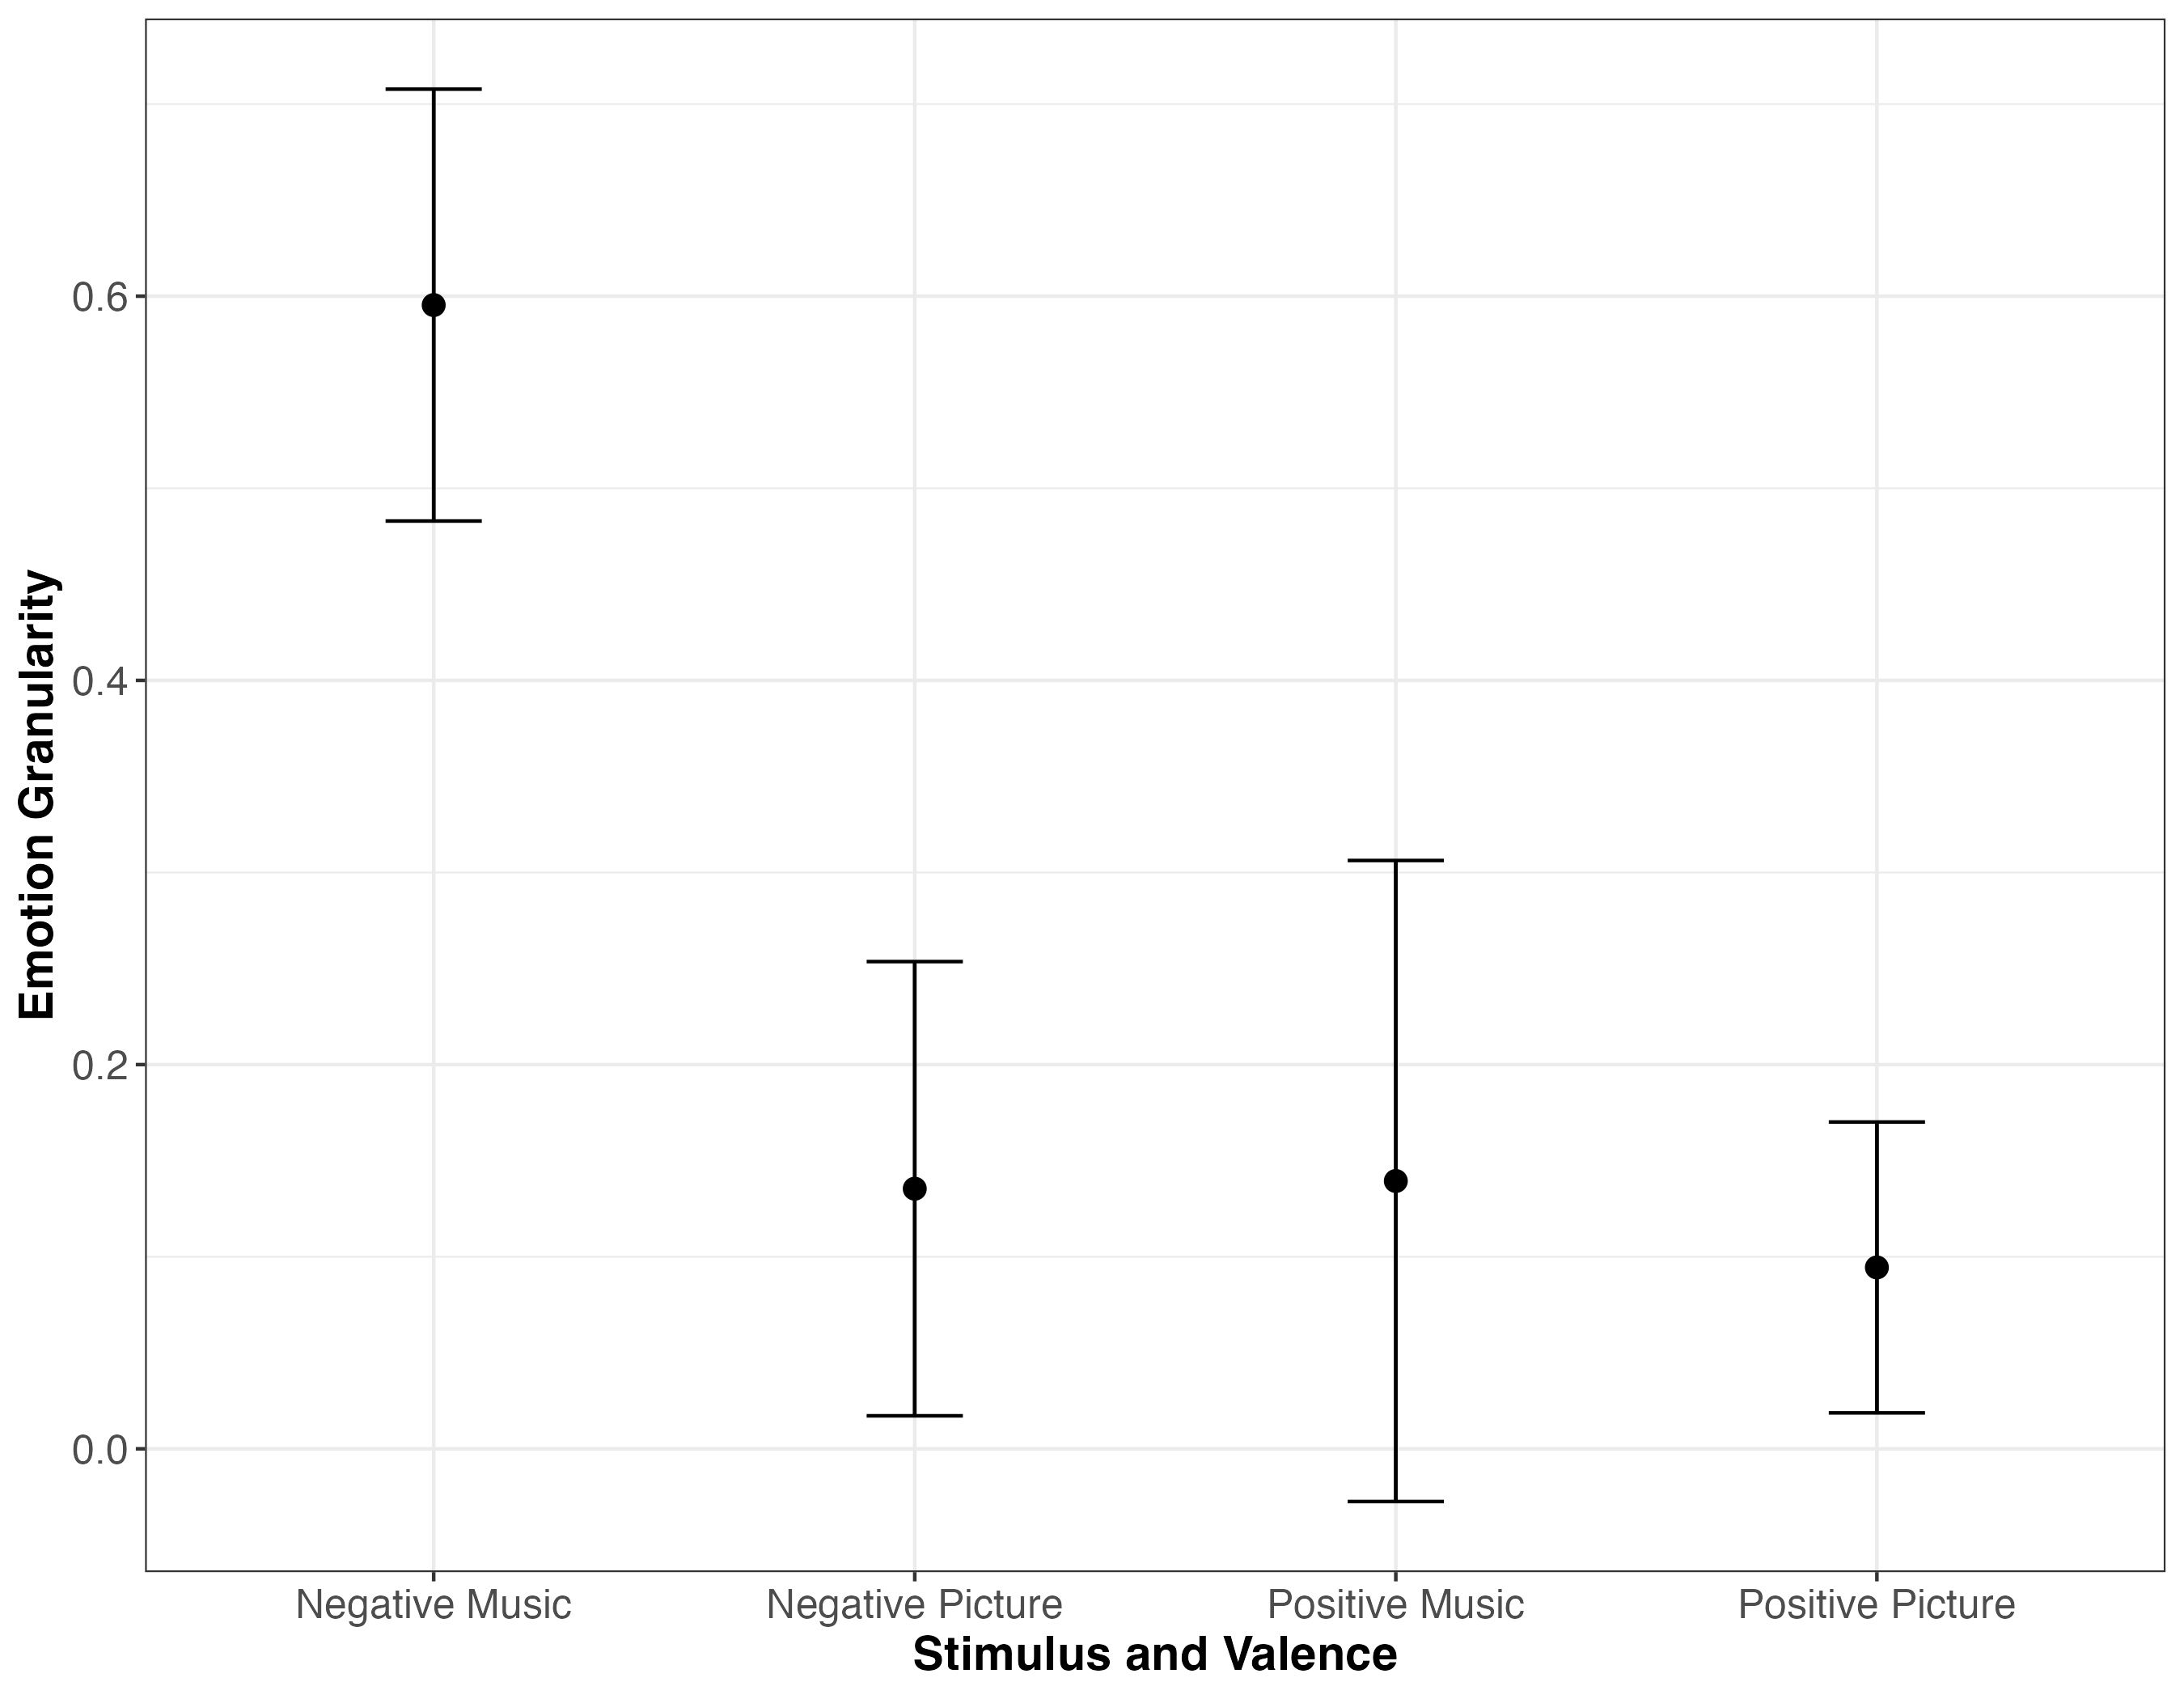 Emotion Granularity
0.6
0.4
0.2
0.0
Negative Music
Negative Picture
Positive Music
Positive Picture
Stimulus and Valence